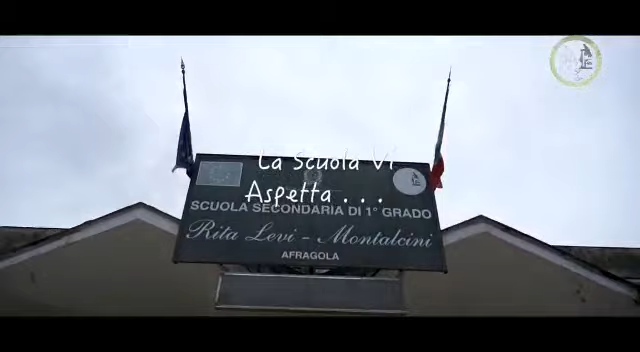 La Scuola Vi
Aspetta . . .
SCUOLA SECONDARIA DI 1° GRADO
Rita Levi - Montalcini
AFRAGOLA